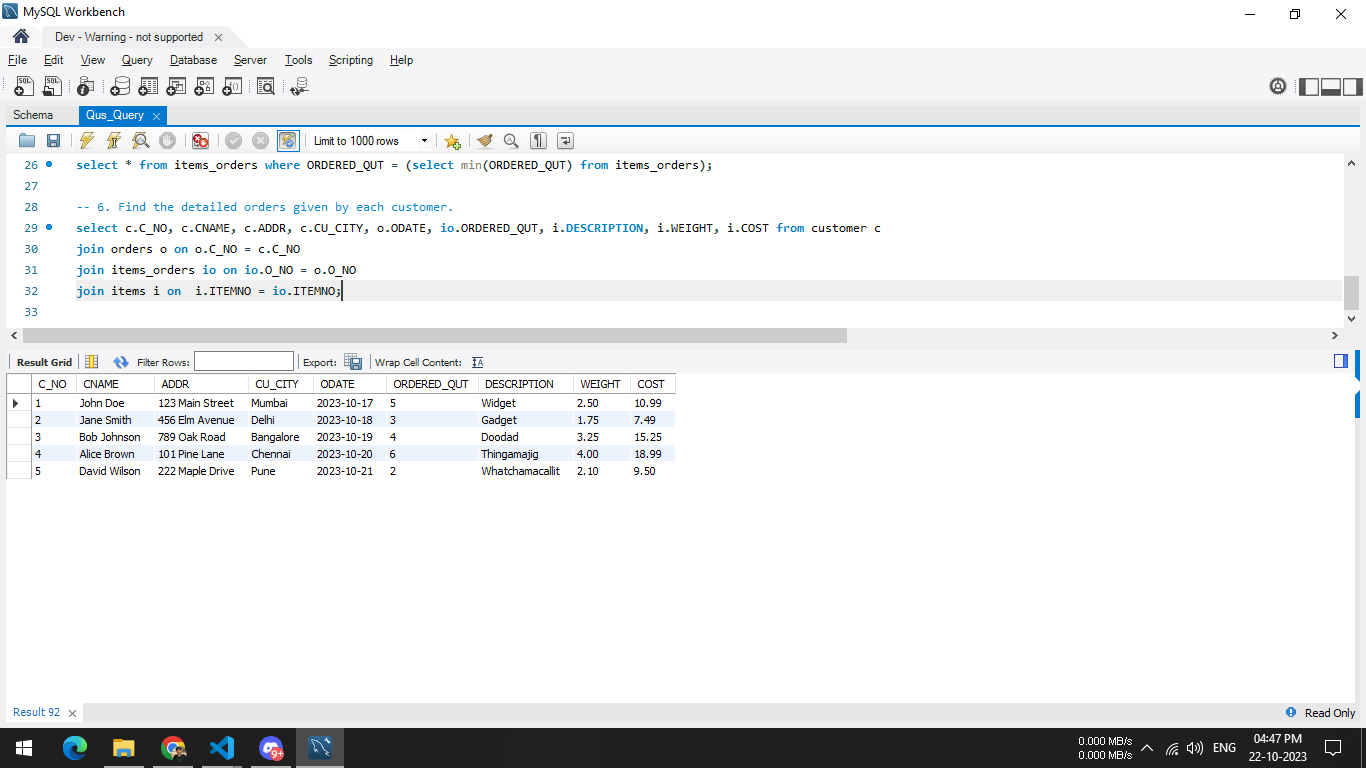 MySQL Workbench
Dev - Warning - not supported
File Edit View Query Database Server Tools Scripting Help
Schema Qus_Query
Limit to 1000 rows
26 select * from items_orders where ORDERED_QUT = (select min(ORDERED_QUT) from items_orders);
27
28 -- 6. Find the detailed orders given by each customer.
29 select c.C_NO, c.CNAME, c.ADDR, c.CU_CITY, o.ODATE, io.ORDERED_QUT, i.DESCRIPTION, i.WEIGHT, i.COST from customer c
30 join orders o on o.C_NO = c.C_NO
31 join items_orders io on io.O_NO = o.O_NO
32 join items i on  i.ITEMNO = io.ITEMNO;
33
Result Grid Filter Rows: Export: Wrap Cell Content: IA
C_NO CNAME ADDR CU_CITY ODATE ORDERED_QUT DESCRIPTION WEIGHT COST
1 John Doe 123 Main Street Mumbai 2023-10-17 5 Widget 2.50 10.99
2 Jane Smith 456 Elm Avenue Delhi 2023-10-18 3 Gadget 1.75 7.49
3 Bob Johnson 789 Oak Road Bangalore 2023-10-19 4 Doodad 3.25 15.25
4 Alice Brown 101 Pine Lane Chennai 2023-10-20 6 Thingamajig 4.00 18.99
5 David Wilson 222 Maple Drive Pune 2023-10-21 2 Whatchamacallit 2.10 9.50
Result 92
Read Only
0.000 MB/s
0.000 MB/s
ENG
04:47 PM
22-10-2023
9+